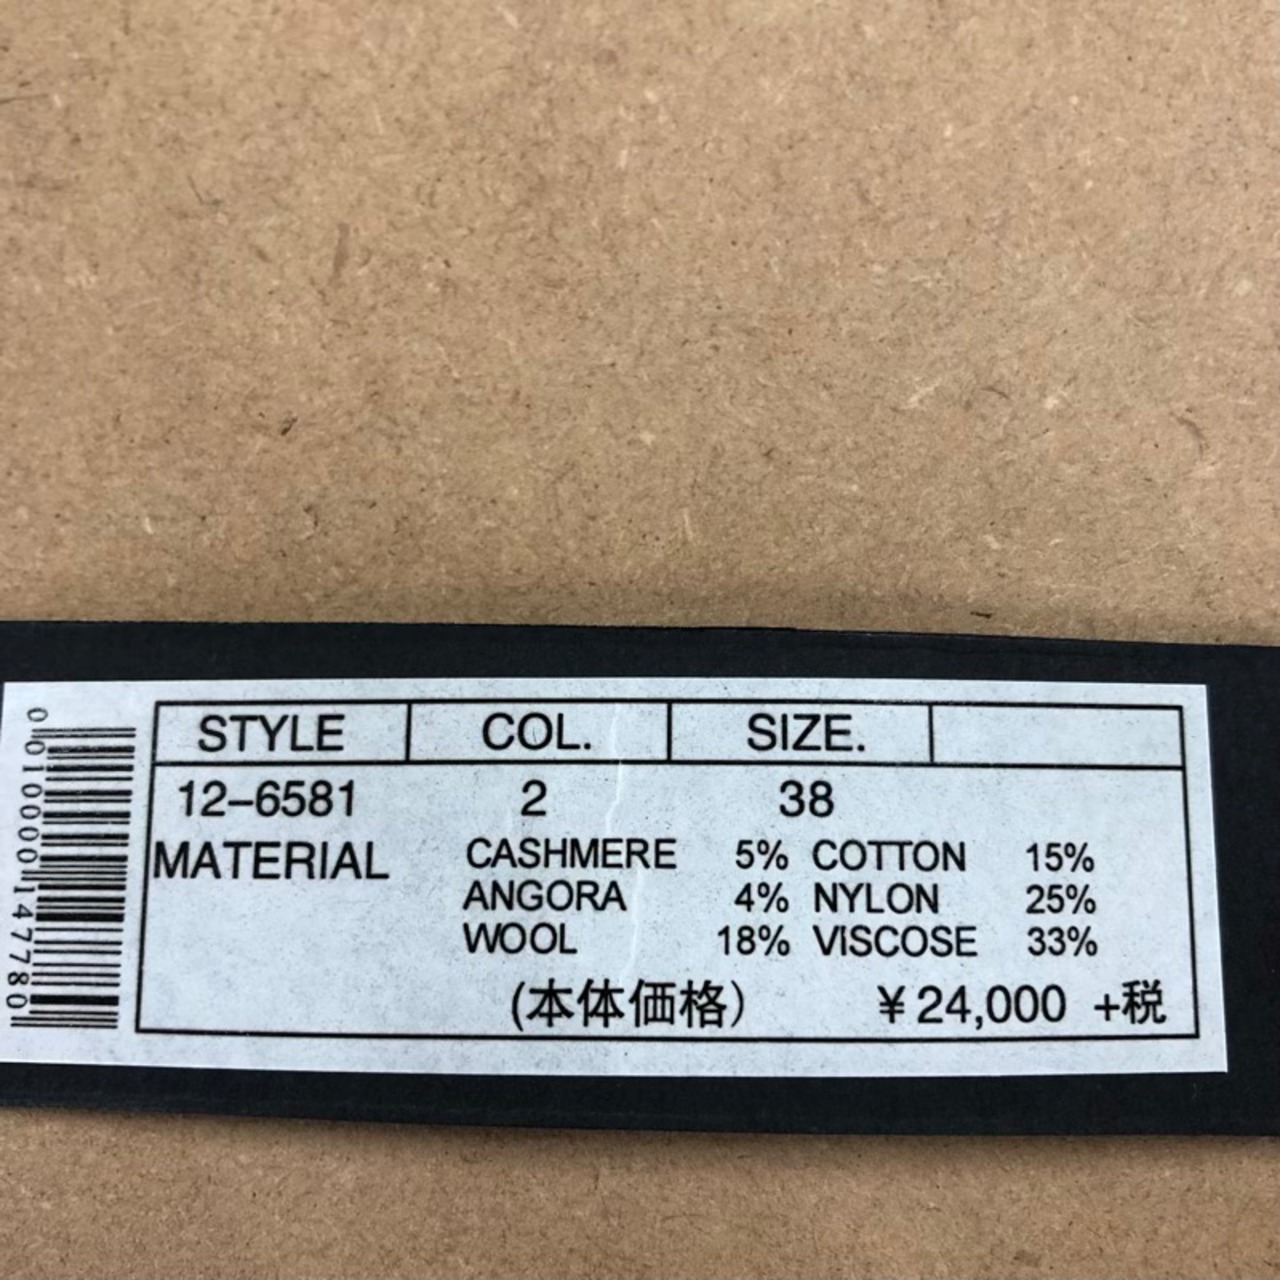 STYLE COL. SIZE.
12-6581 2 38
MATERIAL CASHMERE 5% COTTON 15%
ANGORA 4% NYLON 25%
WOOL 18% VISCOSE 33%
(本体価格) ¥24,000 +税
0010000147780